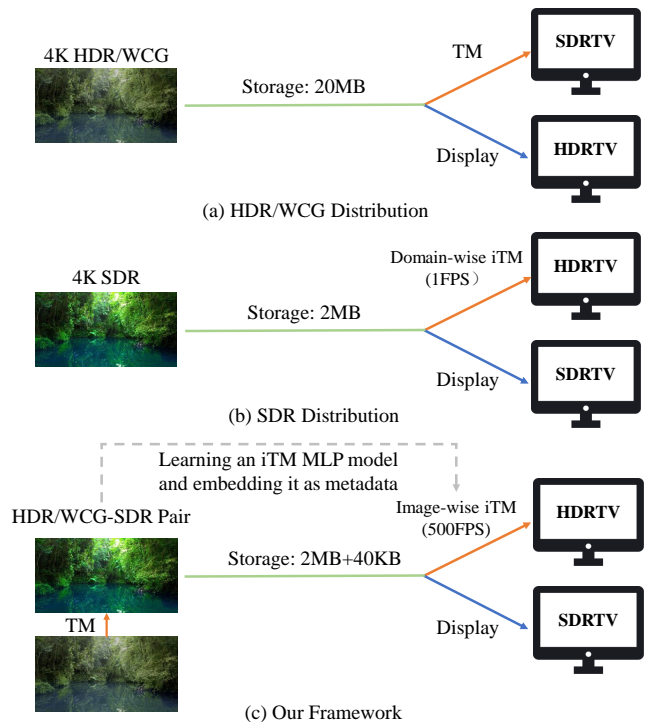 4K HDR/WCG
Storage: 20MB
TM
SDRTV
Display
HDRTV
(a) HDR/WCG Distribution
4K SDR
Storage: 2MB
Domain-wise iTM
(1FPS）
HDRTV
Display
SDRTV
(b) SDR Distribution
Learning an iTM MLP model
and embedding it as metadata
HDR/WCG-SDR Pair
TM
Storage: 2MB+40KB
Image-wise iTM
(500FPS)
HDRTV
Display
SDRTV
(c) Our Framework